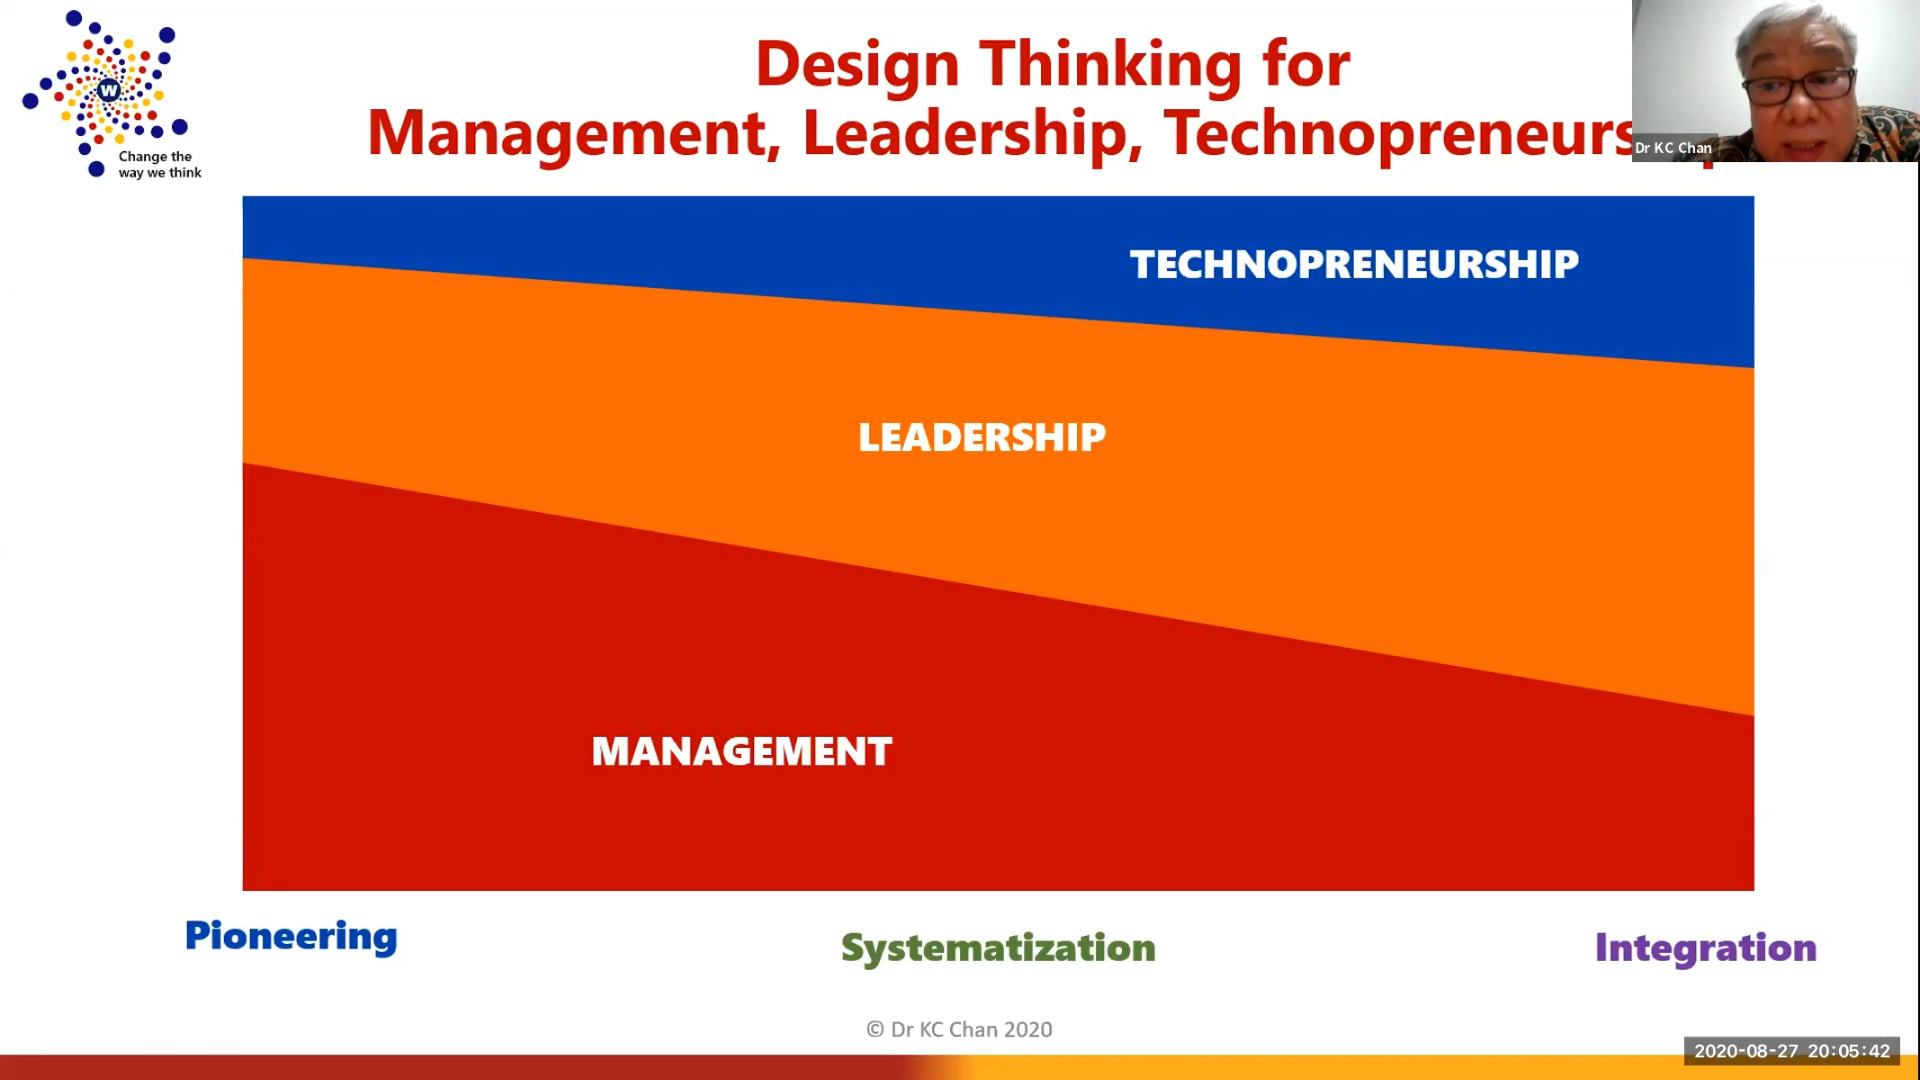 W
Change the
way we think
Design Thinking for
Management, Leadership, Technopreneurs
Dr KC Chan
TECHNOPRENEURSHIP
LEADERSHIP
MANAGEMENT
Pioneering
Systematization
Integration
© Dr KC Chan 2020
2020-08-27 20:05:42